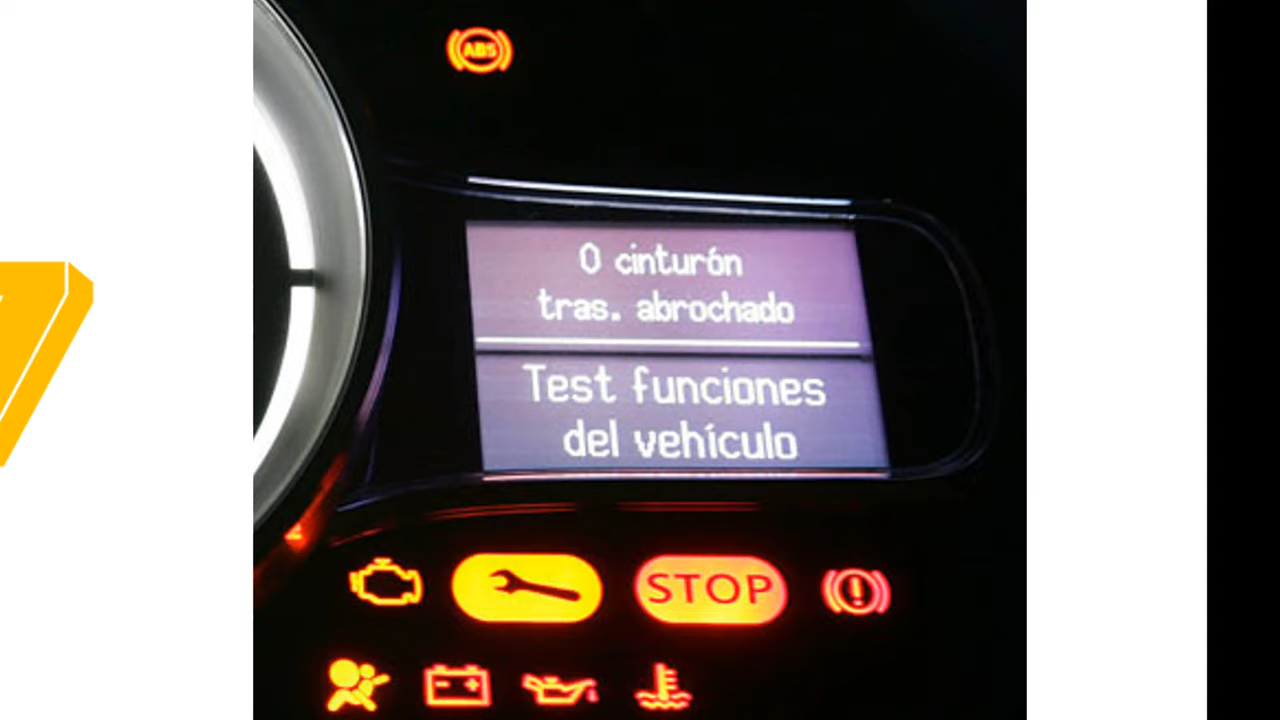 ABS
0 cinturón
tras. abrochado
Test funciones
del vehículo
STOP